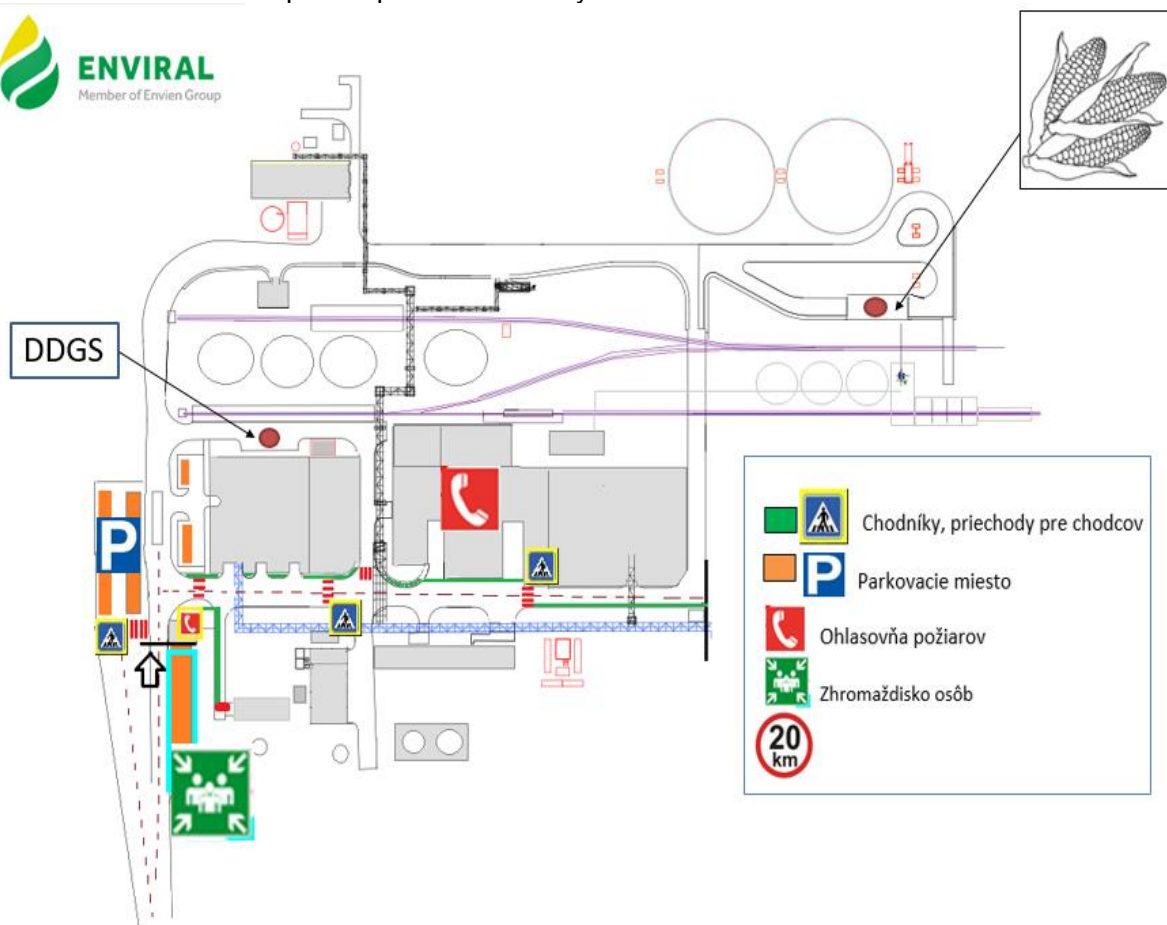 ENVIRAL
Member of Envien Group
DDGS
P
Chodníky, priechody pre chodcov
P
Parkovacie miesto
Ohlasovňa požiarov
Zhromaždisko osôb
20
km